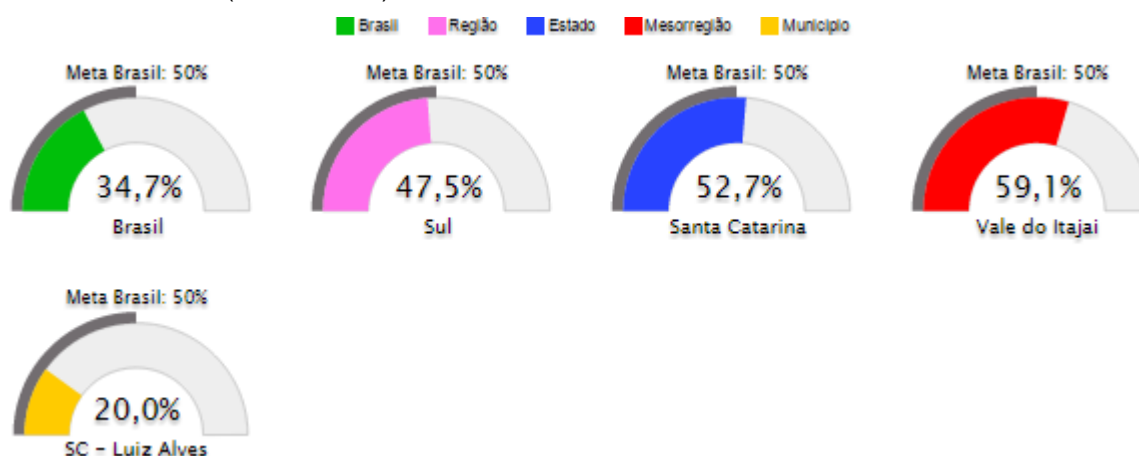 Brasil Região Estado Mesorregião Município
Meta Brasil: 50% Meta Brasil: 50% Meta Brasil: 50% Meta Brasil: 50%
34,7% 47,5% 52,7% 59,1%
Brasil Sul Santa Catarina Vale do Itajai
Meta Brasil: 50%
20,0%
SC - Luiz Alves